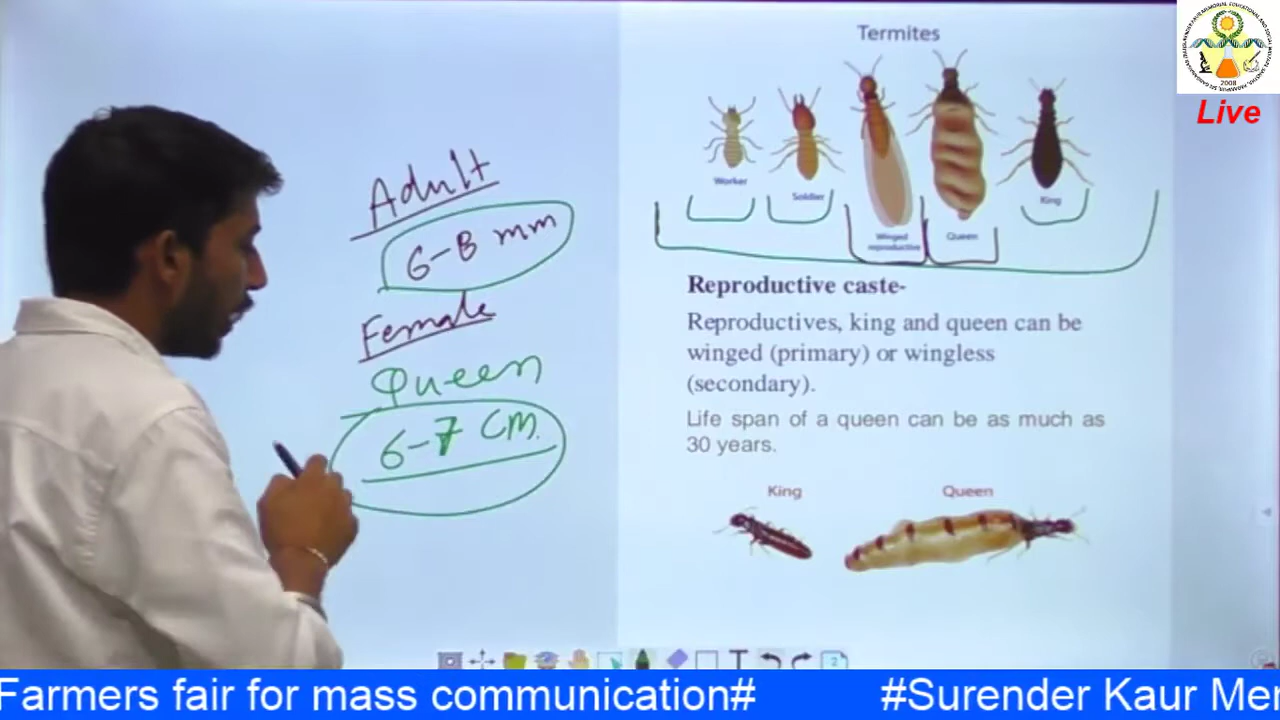 Termites
Worker
Soldier
Winged
reproductive
Queen
King
Reproductive caste-
Reproductives, king and queen can be
winged (primary) or wingless
(secondary).
Life span of a queen can be as much as
30 years.
King
Queen
Adult
6-8 mm
Female
Queen
6-7 CM.
T
2
2008
Live
Farmers fair for mass communication#
#Surender Kaur Mer